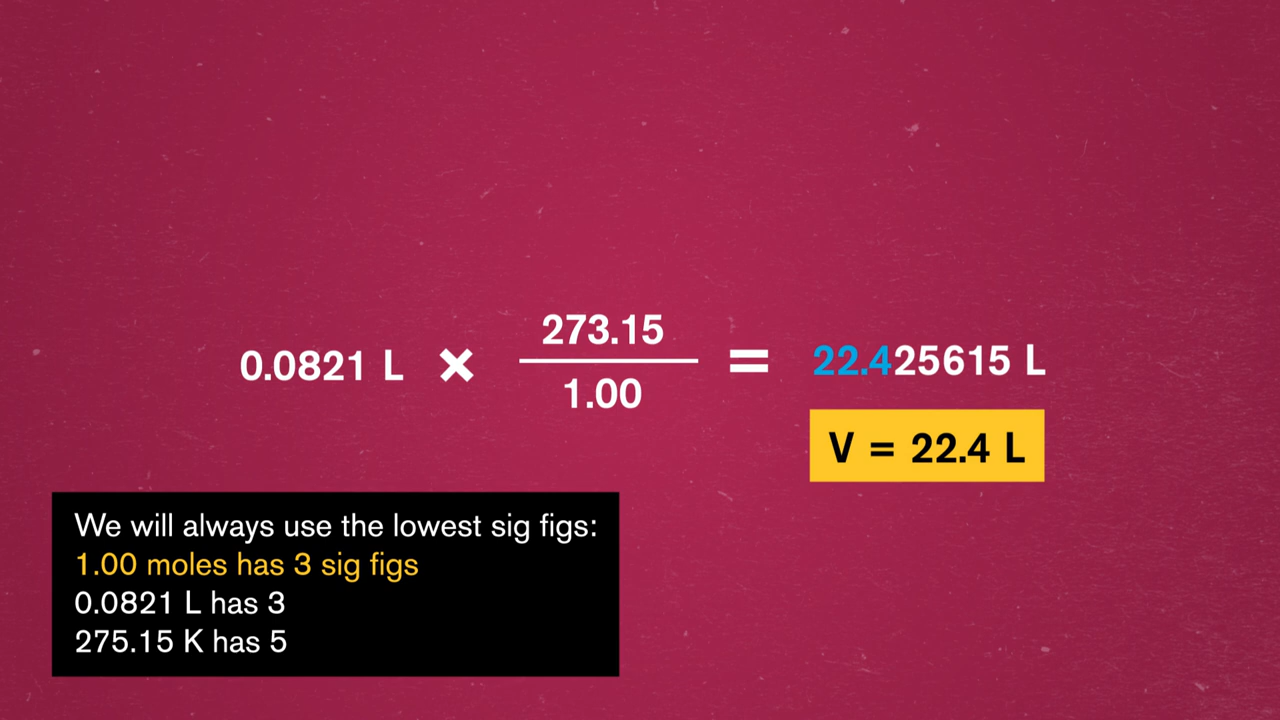 273.15
0.0821 L × ― = 22.425615 L
1.00
V = 22.4 L
We will always use the lowest sig figs:
1.00 moles has 3 sig figs
0.0821 L has 3
275.15 K has 5